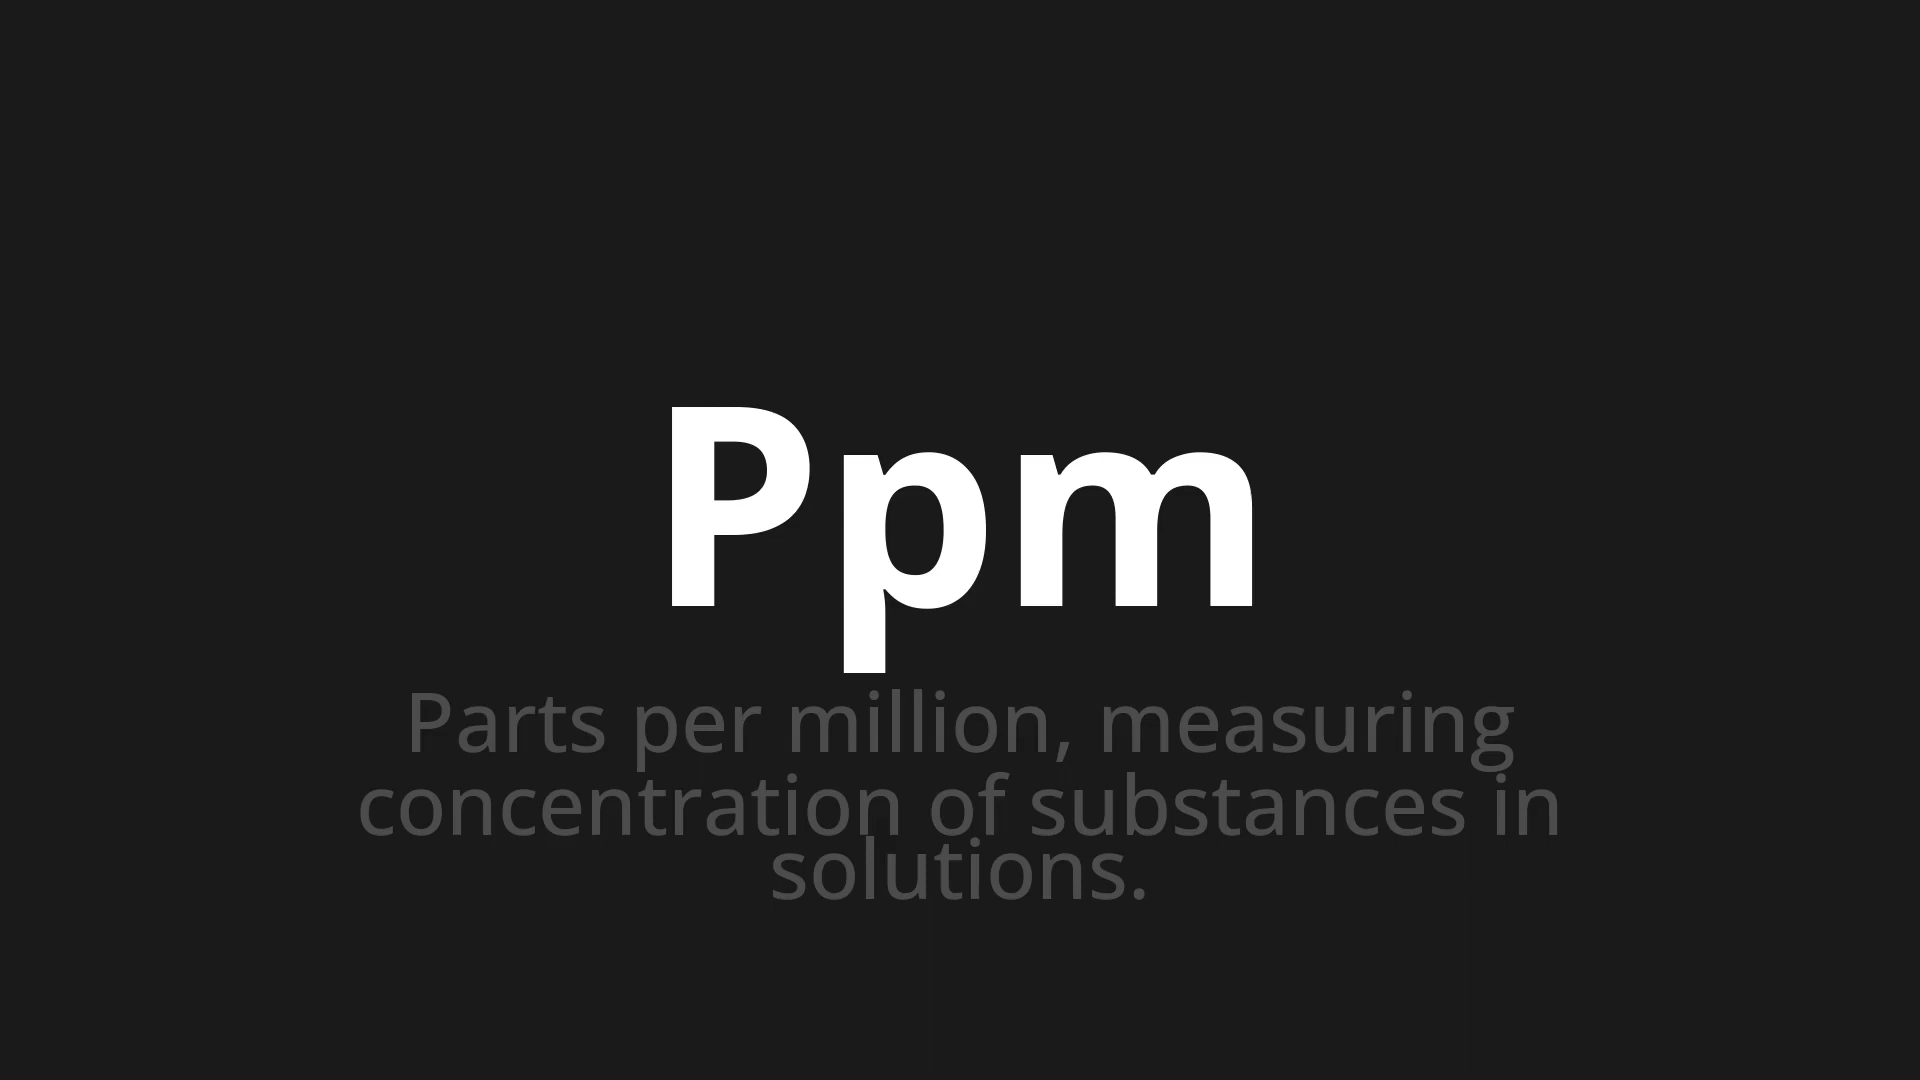 Ppm
Parts per million, measuring
concentration of substances in
solutions.